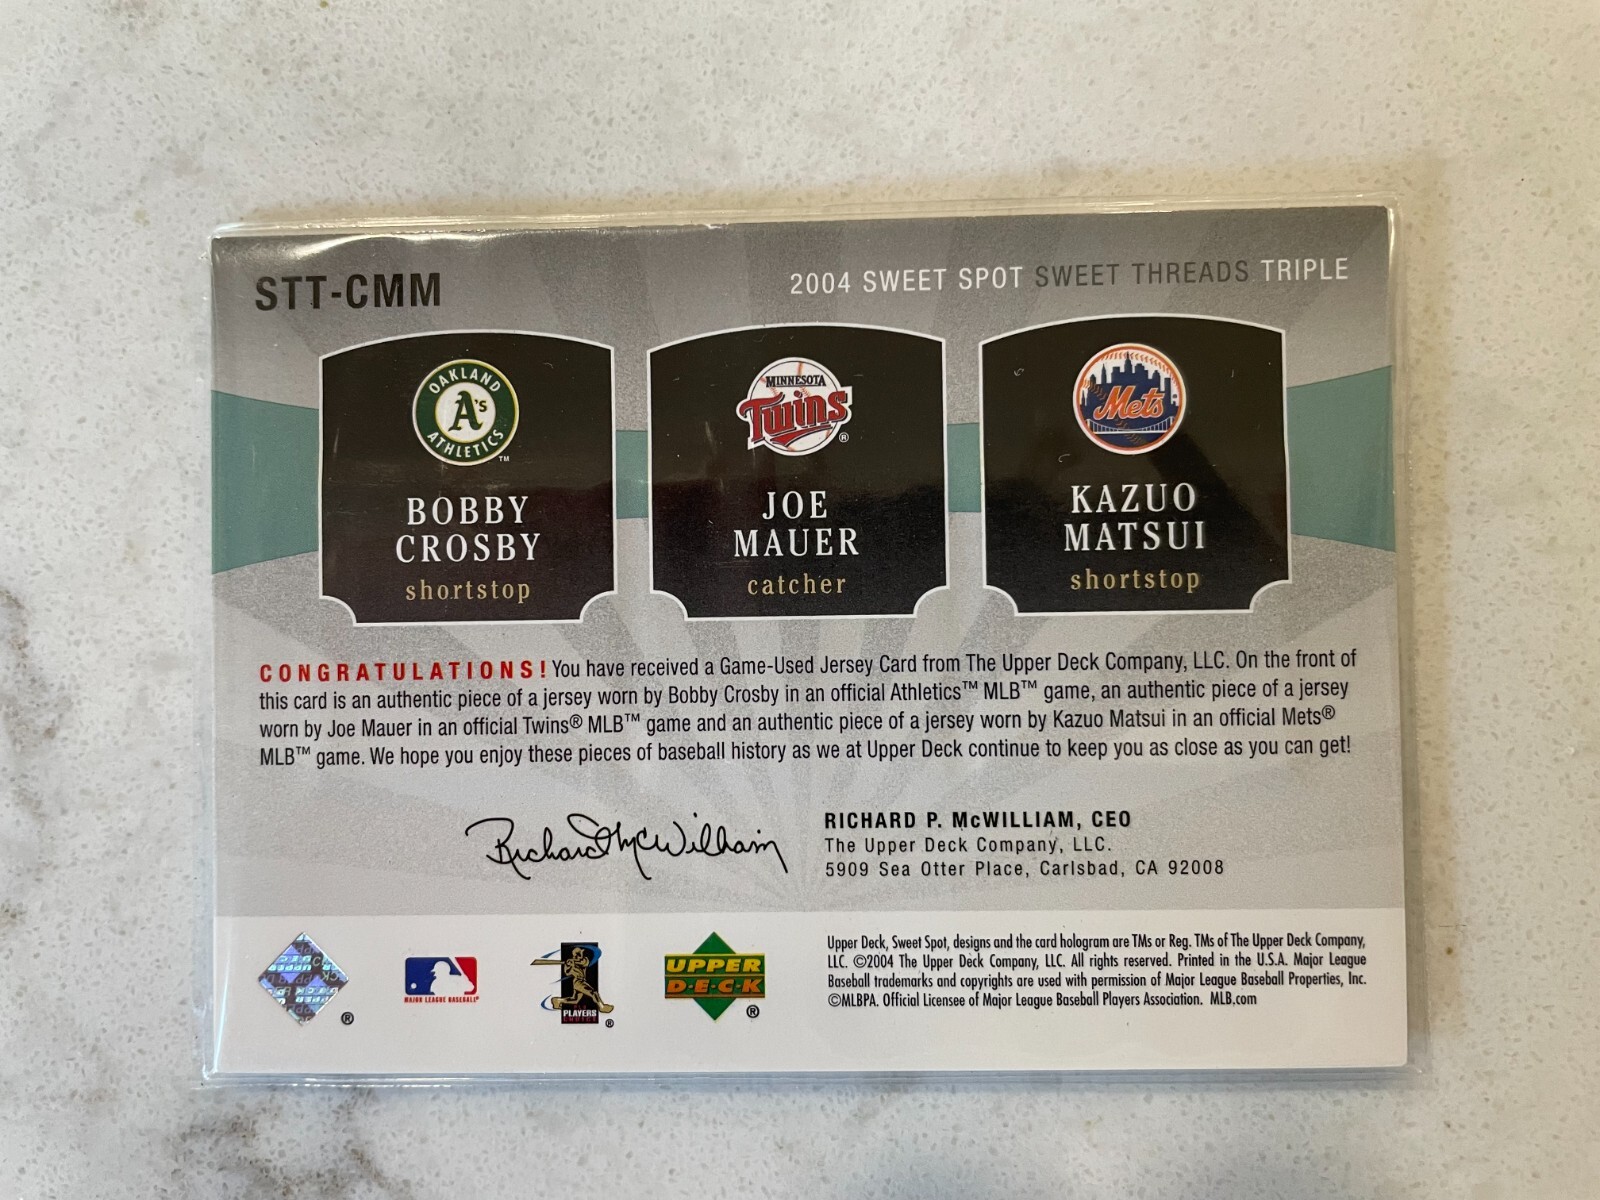 STT-CMM
2004 SWEET SPOT SWEET THREADS TRIPLE
OAKLAND
A's
ATHLETICS
™
BOBBY
CROSBY
shortstop
MINNESOTA
Twins
®
JOE
MAUER
catcher
Mets
KAZUO
MATSUI
shortstop
CONGRATULATIONS! You have received a Game-Used Jersey Card from The Upper Deck Company, LLC. On the front of
this card is an authentic piece of a jersey worn by Bobby Crosby in an official Athletics™ MLB™ game, an authentic piece of a jersey
worn by Joe Mauer in an official Twins® MLB™ game and an authentic piece of a jersey worn by Kazuo Matsui in an official Mets®
MLB™ game. We hope you enjoy these pieces of baseball history as we at Upper Deck continue to keep you as close as you can get!
Richard McWilliam
RICHARD P. McWILLIAM, CEO
The Upper Deck Company, LLC.
5909 Sea Otter Place, Carlsbad, CA 92008
®
MAJOR LEAGUE BASEBALL®
PLAYERS
CHOICE
®
UPPER
D·E·C·K
®
Upper Deck, Sweet Spot, designs and the card hologram are TMs or Reg. TMs of The Upper Deck Company,
LLC. ©2004 The Upper Deck Company, LLC. All rights reserved. Printed in the U.S.A. Major League
Baseball trademarks and copyrights are used with permission of Major League Baseball Properties, Inc.
©MLBPA. Official Licensee of Major League Baseball Players Association. MLB.com